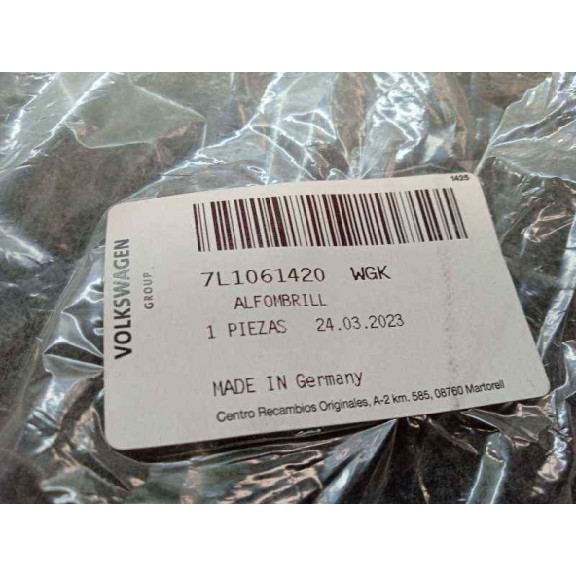 1425
VOLKSWAGEN
GROUP
7L1061420 WGK
ALFOMBRILL
1 PIEZAS 24.03.2023
MADE IN Germany
Centro Recambios Originales, A-2 km. 585, 08760 Martorell